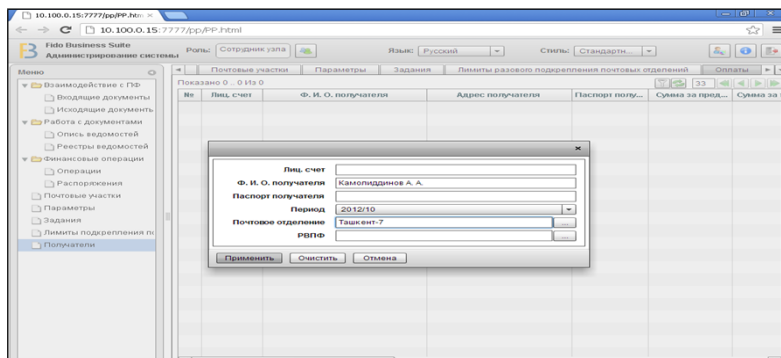 10.100.0.15:7777/pp/PP.htm
10.100.0.15:7777/pp/PP.html
Fido Business Suite
Администрирование системы
Роль: Сотрудник узла
Язык: Русский
Стиль: Стандартн...
Меню
Почтовые участки Параметры Задания Лимиты разового подкрепления почтовых отделений Оплаты
Показано 0 .. 0 Из 0
33
№ Лиц. счет Ф. И. О. получателя Адрес получателя Паспорт полу... Сумма за пред... Сумма за
Взаимодействие с ПФ
Входящие документы
Исходящие документь
Работа с документами
Опись ведомостей
Реестры ведомостей
Финансовые операции
Операции
Распоряжения
Почтовые участки
Параметры
Задания
Лимиты подкрепления по
Получатели
Лиц. счет
Ф. И. О. получателя Камолиддинов А. А.
Паспорт получателя
Период 2012/10
Почтовое отделение Ташкент-7 ...
РВПФ ...
Применить Очистить Отмена